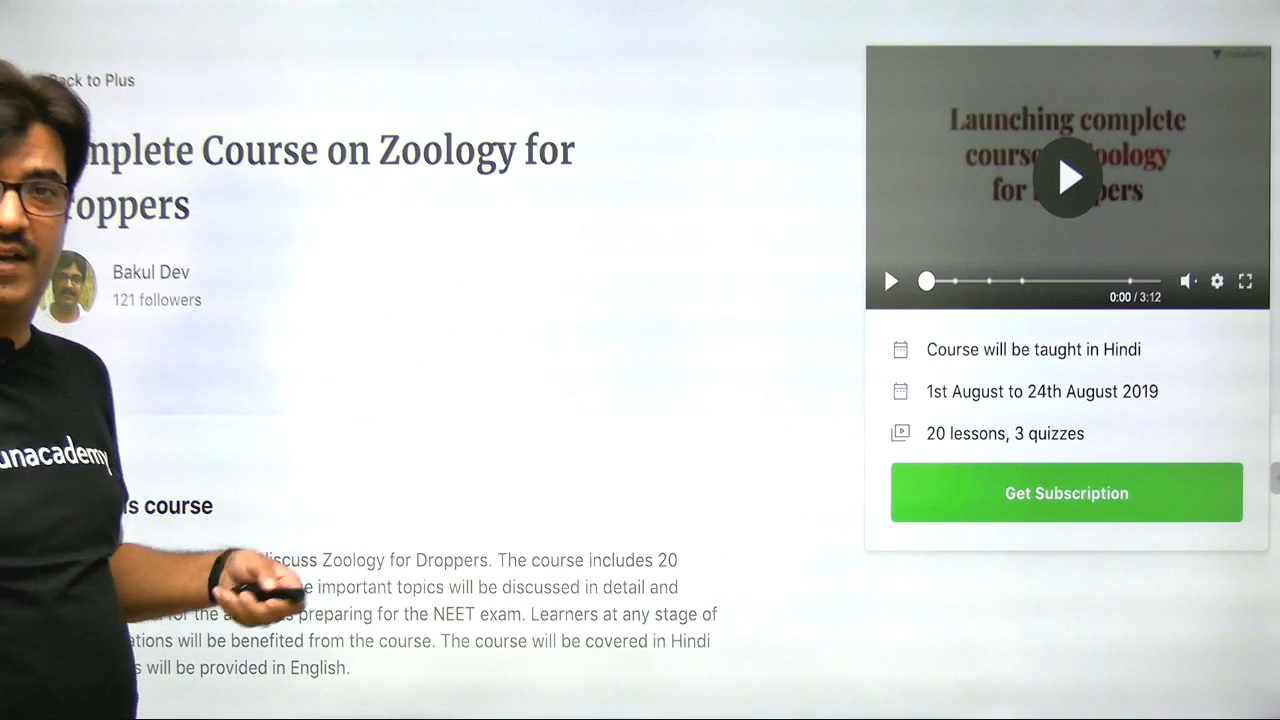 Back to Plus
mplete Course on Zoology for
roppers
Bakul Dev
121 followers
unacademy
is course
iscuss Zoology for Droppers. The course includes 20
e important topics will be discussed in detail and
for the a preparing for the NEET exam. Learners at any stage of
ations will be benefited from the course. The course will be covered in Hindi
s will be provided in English.
unacademy
Launching complete
course oology
for pers
0:00 / 3:12
Course will be taught in Hindi
1st August to 24th August 2019
20 lessons, 3 quizzes
Get Subscription